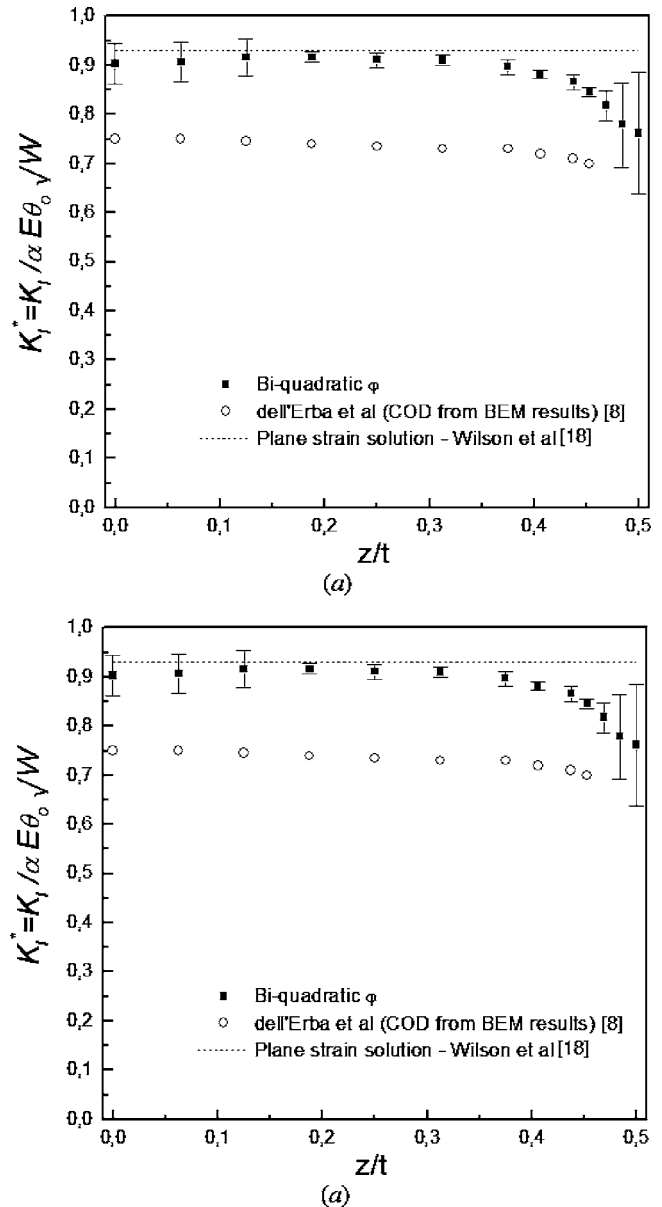 1,0
0,9
0,8
0,7
0,6
0,5
0,4
0,3
0,2
0,1
0,0
K_I^*=K_I/α Eθ_o √W
Bi-quadratic φ
dell'Erba et al (COD from BEM results) [8]
Plane strain solution - Wilson et al [18]
0,0 0,1 0,2 0,3 0,4 0,5
z/t
(a)
1,0
0,9
0,8
0,7
0,6
0,5
0,4
0,3
0,2
0,1
0,0
K_I^*=K_I/α Eθ_o √W
Bi-quadratic φ
dell'Erba et al (COD from BEM results) [8]
Plane strain solution - Wilson et al [18]
0,0 0,1 0,2 0,3 0,4 0,5
z/t
(a)